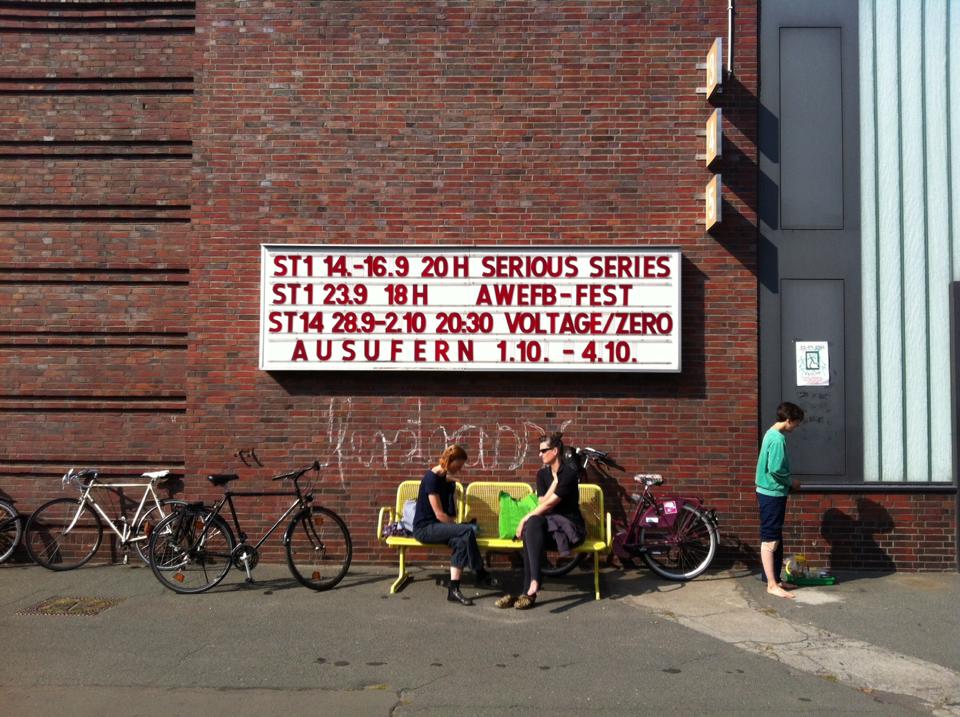 ST1 14.-16.9 20H SERIOUS SERIES
ST1 23.9 18H AWEFB-FEST
ST14 28.9-2.10 20:30 VOLTAGE/ZERO
AUSUFERN 1.10. - 4.10.